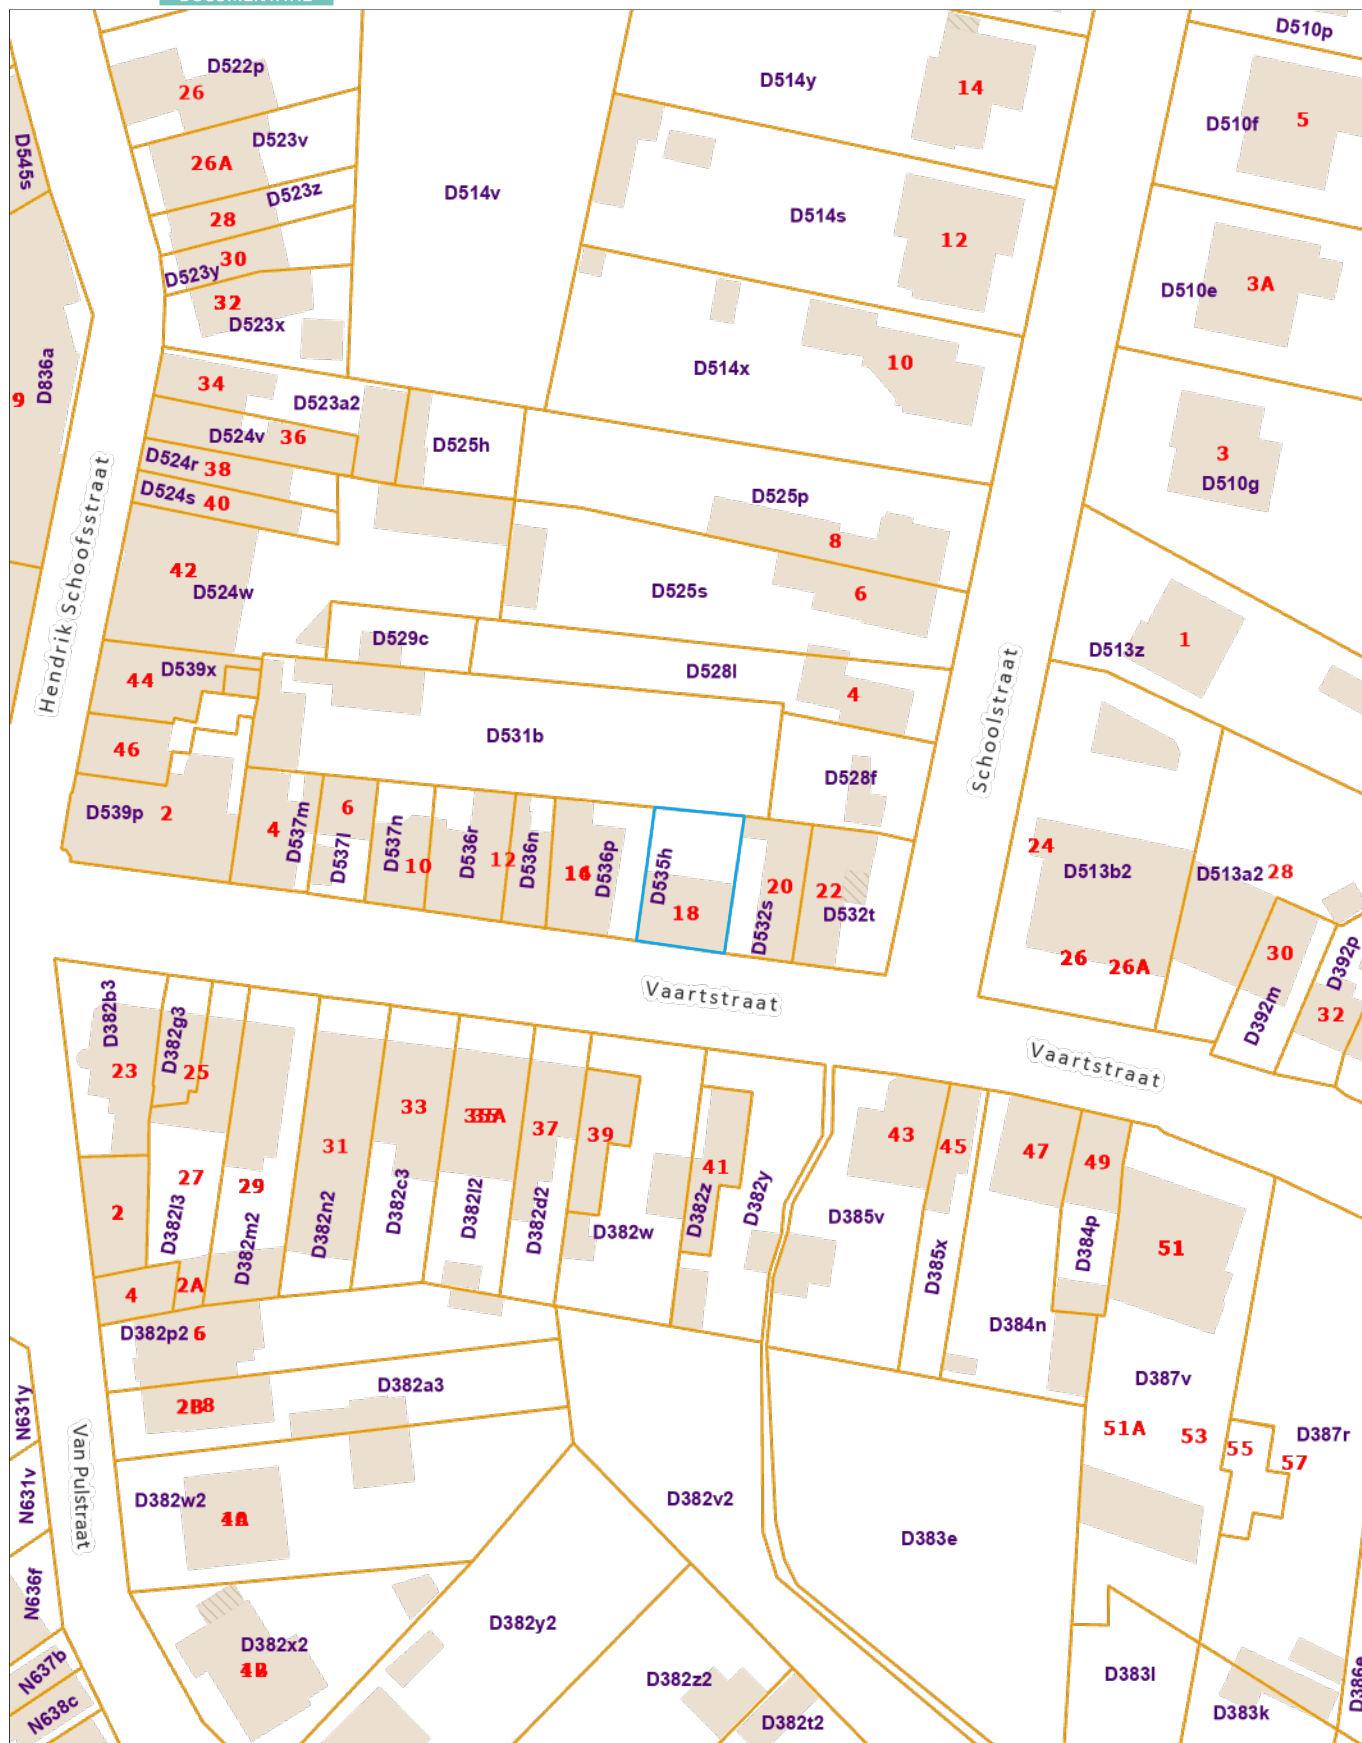 D510p
D522p
26
D514y
14
5
D510f
D523v
26A
D545s
D523z
28
D514v
D514s
12
D523y
30
3A
D510e
32
D523x
D836a
9
34
D523a2
D514x
10
D524v
36
D525h
D524r
38
D524s
40
3
D510g
D525p
8
42
D524w
D525s
6
Hendrik Schoofsstraat
D529c
D539x
44
D528l
4
1
D513z
Schoolstraat
46
D531b
D528f
D539p
2
4
D537m
6
D537l
D537n
10
D536r
12
D536n
D536p
D535h
18
20
D532s
22
D532t
24
D513b2
D513a2
28
26
26A
30
D392m
D392p
32
Vaartstraat
Vaartstraat
D382b3
23
D382g3
25
33
37
39
31
27
29
2
D382l3
D382m2
D382n2
D382c3
D382l2
D382d2
D382w
41
D382z
D382y
43
45
47
49
D385v
D385x
D384p
51
D384n
2A
4
D382p2
6
D382a3
D387v
51A
53
55
57
D387r
N631y
N631v
Van Pulstraat
D382w2
D382v2
D383e
N636f
D382x2
D382y2
N637b
N638c
D382z2
D382t2
D383l
D383k